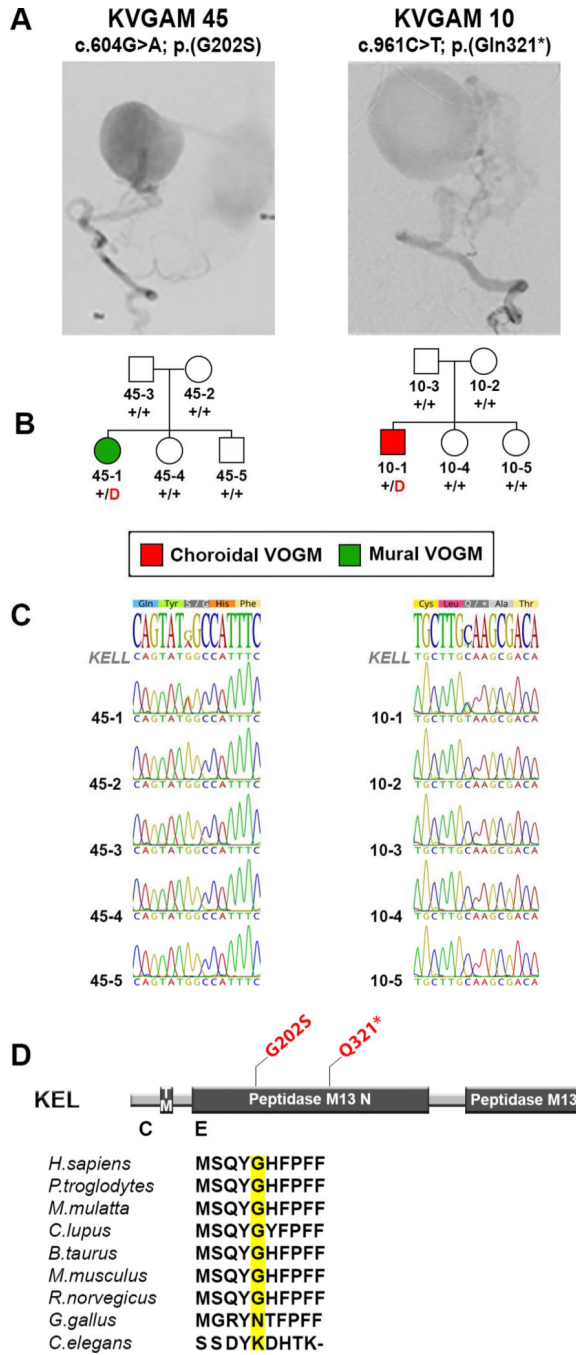 A
KVGAM 45
c.604G>A; p.(G202S)
KVGAM 10
c.961C>T; p.(Gln321*)
B
45-3
+/+
45-2
+/+
45-1
+/D
45-4
+/+
45-5
+/+
10-3
+/+
10-2
+/+
10-1
+/D
10-4
+/+
10-5
+/+
Choroidal VOGM
Mural VOGM
C
Gln Tyr S / G His Phe
CAGTATGGCCATTTC
KELL
CAGTATGGCCATTTC
45-1
CAGTATGGCCATTTC
45-2
CAGTATGGCCATTTC
45-3
CAGTATGGCCATTTC
45-4
CAGTATGGCCATTTC
45-5
CAGTATGGCCATTTC
Cys Leu Q / * Ala Thr
TGCTTGCAAGCGACA
KELL
TGCTTGCAAGCGACA
10-1
TGCTTGTAAGCGACA
10-2
TGCTTGCAAGCGACA
10-3
TGCTTGCAAGCGACA
10-4
TGCTTGCAAGCGACA
10-5
TGCTTGCAAGCGACA
D
G202S
Q321*
KEL
TM
Peptidase M13 N
Peptidase M13
C
E
H.sapiens MSQYGHFPFF
P.troglodytes MSQYGHFPFF
M.mulatta MSQYGHFPFF
C.lupus MSQYGYFPFF
B.taurus MSQYGHFPFF
M.musculus MSQYGHFPFF
R.norvegicus MSQYGHFPFF
G.gallus MGRYNTFPFF
C.elegans SSDYKDHTK-